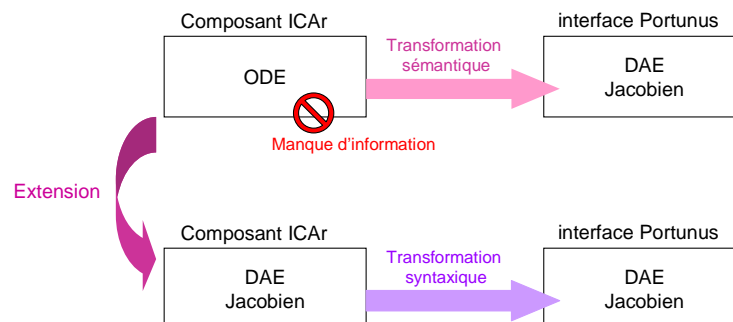 Composant ICAr
interface Portunus
ODE
Transformation
sémantique
DAE
Jacobien
Manque d'information
Extension
Composant ICAr
interface Portunus
DAE
Jacobien
Transformation
syntaxique
DAE
Jacobien